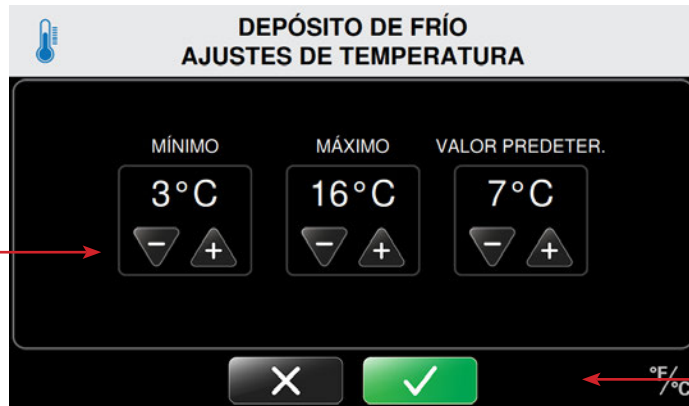 DEPÓSITO DE FRÍO
AJUSTES DE TEMPERATURA
MÍNIMO MÁXIMO VALOR PREDETER.
3°C 16°C 7°C
°F/°C